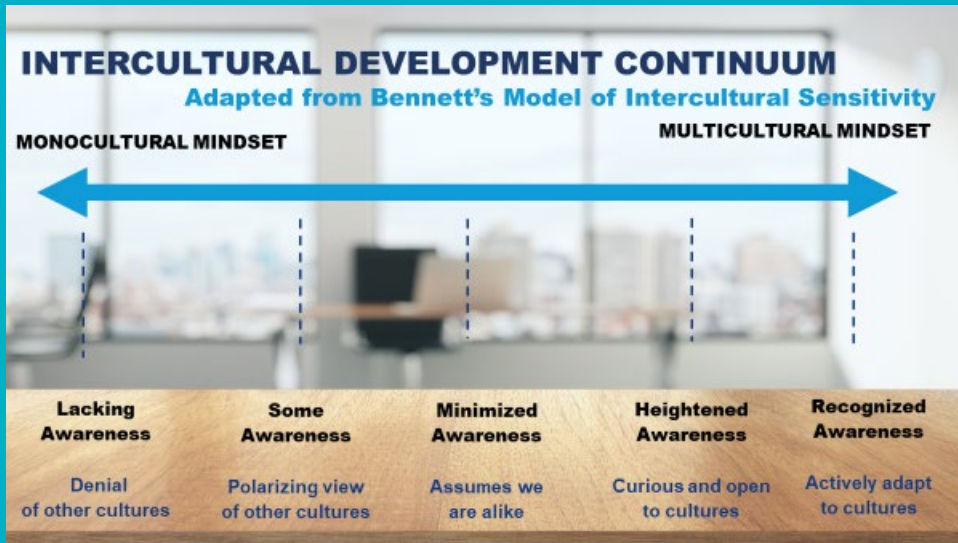 INTERCULTURAL DEVELOPMENT CONTINUUM
Adapted from Bennett's Model of Intercultural Sensitivity
MONOCULTURAL MINDSET
MULTICULTURAL MINDSET
Lacking
Awareness
Denial
of other cultures
Some
Awareness
Polarizing view
of other cultures
Minimized
Awareness
Assumes we
are alike
Heightened
Awareness
Curious and open
to cultures
Recognized
Awareness
Actively adapt
to cultures